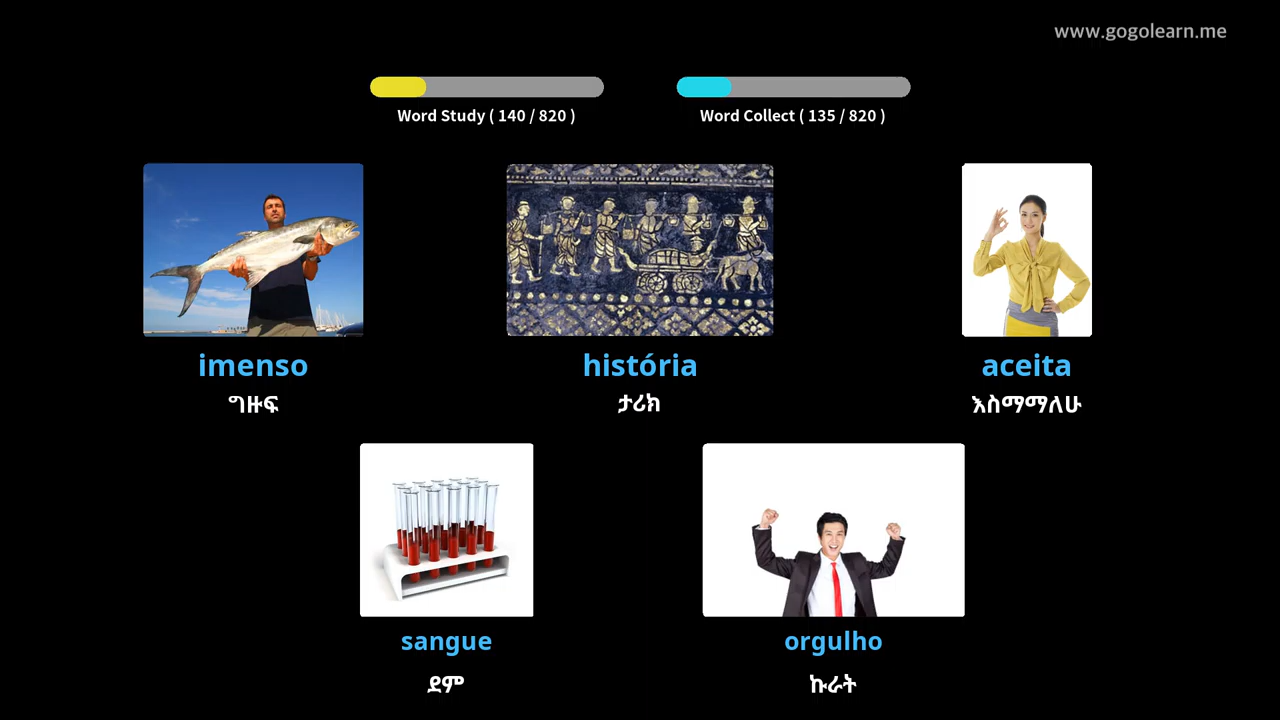 www.gogolearn.me
Word Study ( 140 / 820 )
Word Collect ( 135 / 820 )
imenso
ግዙፍ
história
ታሪክ
aceita
እስማማለሁ
sangue
ደም
orgulho
ኩራት